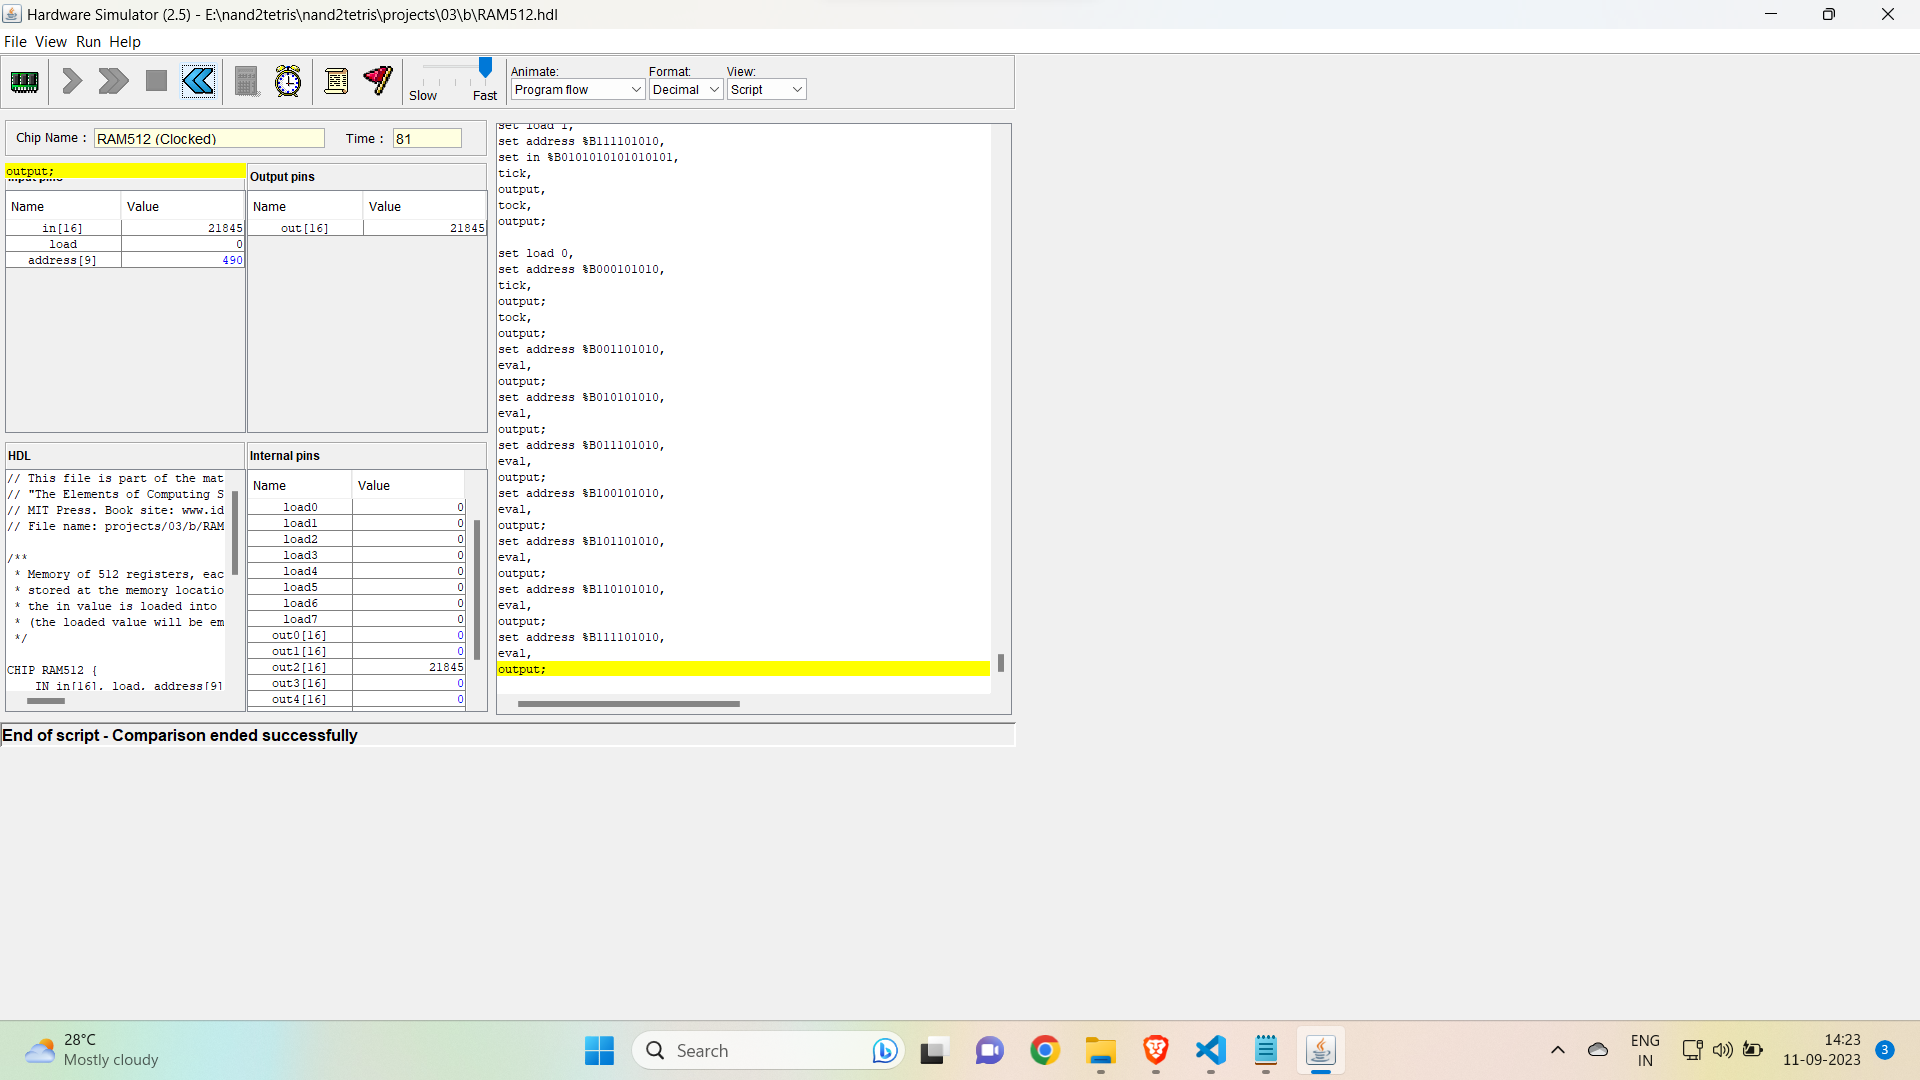 Hardware Simulator (2.5) - E:\nand2tetris\nand2tetris\projects\03\b\RAM512.hdl
File View Run Help
Slow Fast
Animate: Format: View:
Program flow Decimal Script
Chip Name : RAM512 (Clocked) Time : 81
output;
Input pins
Name Value
in[16] 21845
load 0
address[9] 490
Output pins
Name Value
out[16] 21845
HDL
// This file is part of the mat
// "The Elements of Computing S
// MIT Press. Book site: www.id
// File name: projects/03/b/RAM
/**
* Memory of 512 registers, eac
* stored at the memory locatio
* the in value is loaded into
* (the loaded value will be em
*/
CHIP RAM512 {
IN in[16], load, address[9]
Internal pins
Name Value
load0 0
load1 0
load2 0
load3 0
load4 0
load5 0
load6 0
load7 0
out0[16] 0
out1[16] 0
out2[16] 21845
out3[16] 0
out4[16] 0
set load 1,
set address %B111101010,
set in %B0101010101010101,
tick,
output,
tock,
output;
set load 0,
set address %B000101010,
tick,
output;
tock,
output;
set address %B001101010,
eval,
output;
set address %B010101010,
eval,
output;
set address %B011101010,
eval,
output;
set address %B100101010,
eval,
output;
set address %B101101010,
eval,
output;
set address %B110101010,
eval,
output;
set address %B111101010,
eval,
output;
End of script - Comparison ended successfully
28°C
Mostly cloudy
Search
ENG
IN
14:23
11-09-2023
3